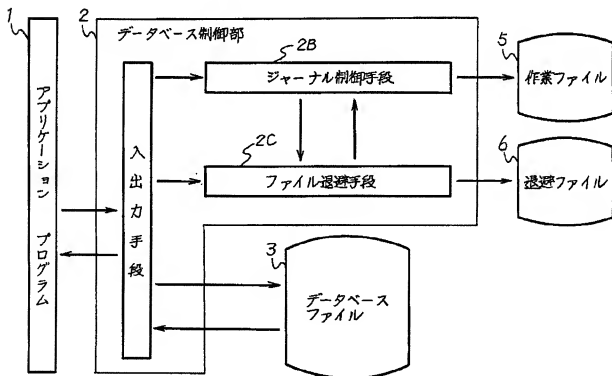 1
アプリケーション プログラム
2
データベース制御部
入出力手段
2B
ジャーナル制御手段
2C
ファイル退避手段
5
作業ファイル
6
退避ファイル
3
データベース
ファイル